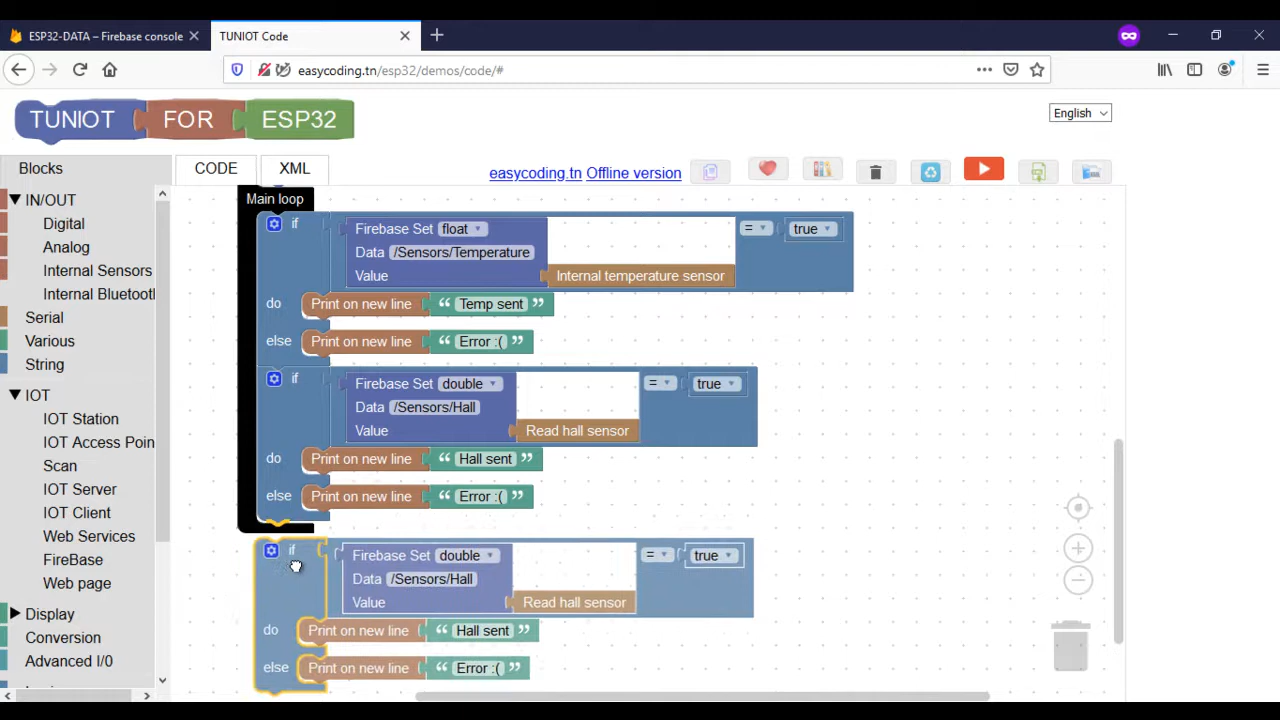 ESP32-DATA – Firebase console
TUNIOT Code
easycoding.tn/esp32/demos/code/#
TUNIOT FOR ESP32
English
Blocks
CODE
XML
easycoding.tn Offline version
IN/OUT
Digital
Analog
Internal Sensors
Internal Bluetooth
Serial
Various
String
IOT
IOT Station
IOT Access Poin
Scan
IOT Server
IOT Client
Web Services
FireBase
Web page
Display
Conversion
Advanced I/0
Main loop
if Firebase Set float = true
Data /Sensors/Temperature
Value Internal temperature sensor
do Print on new line “ Temp sent ”
else Print on new line “ Error :( ”
if Firebase Set double = true
Data /Sensors/Hall
Value Read hall sensor
do Print on new line “ Hall sent ”
else Print on new line “ Error :( ”
if Firebase Set double = true
Data /Sensors/Hall
Value Read hall sensor
do Print on new line “ Hall sent ”
else Print on new line “ Error :( ”